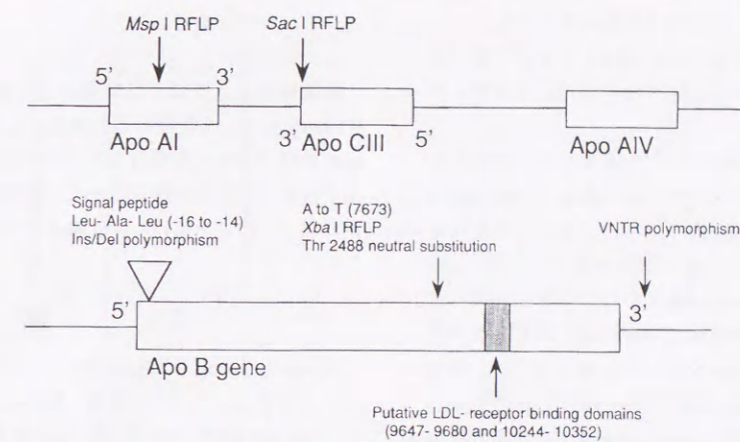 Msp I RFLP
Sac I RFLP
5’
3’
Apo AI
3’
Apo CIII
5’
Apo AIV
Signal peptide
Leu- Ala- Leu (-16 to -14)
Ins/Del polymorphism
A to T (7673)
Xba I RFLP
Thr 2488 neutral substitution
VNTR polymorphism
5’
3’
Apo B gene
Putative LDL- receptor binding domains
(9647- 9680 and 10244- 10352)